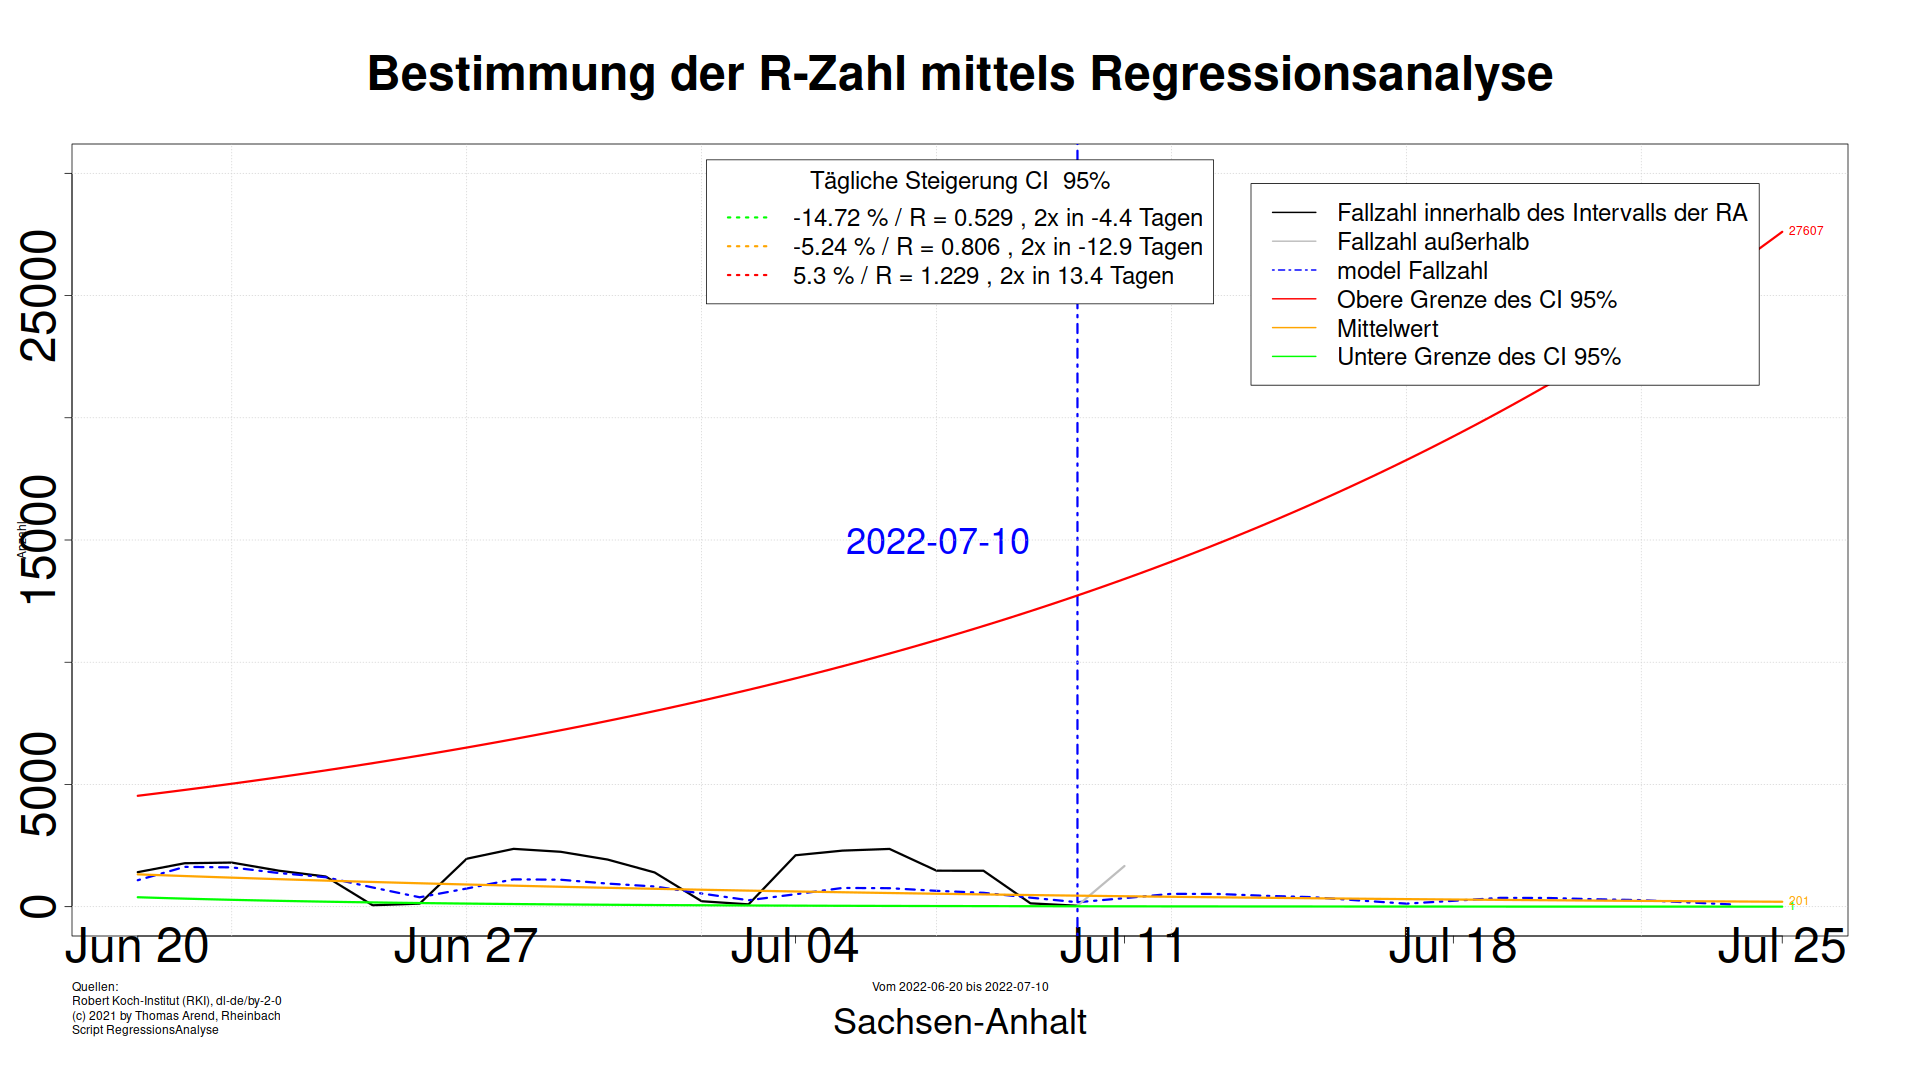 Bestimmung der R-Zahl mittels Regressionsanalyse
Tägliche Steigerung CI 95%
-14.72 % / R = 0.529 , 2x in -4.4 Tagen
-5.24 % / R = 0.806 , 2x in -12.9 Tagen
5.3 % / R = 1.229 , 2x in 13.4 Tagen
Fallzahl innerhalb des Intervalls der RA
Fallzahl außerhalb
model Fallzahl
Obere Grenze des CI 95%
Mittelwert
Untere Grenze des CI 95%
27607
25000
15000
5000
0
Anzahl
2022-07-10
201
1
Jun 20
Jun 27
Jul 04
Jul 11
Jul 18
Jul 25
Quellen:
Robert Koch-Institut (RKI), dl-de/by-2-0
(c) 2021 by Thomas Arend, Rheinbach
Script RegressionsAnalyse
Vom 2022-06-20 bis 2022-07-10
Sachsen-Anhalt